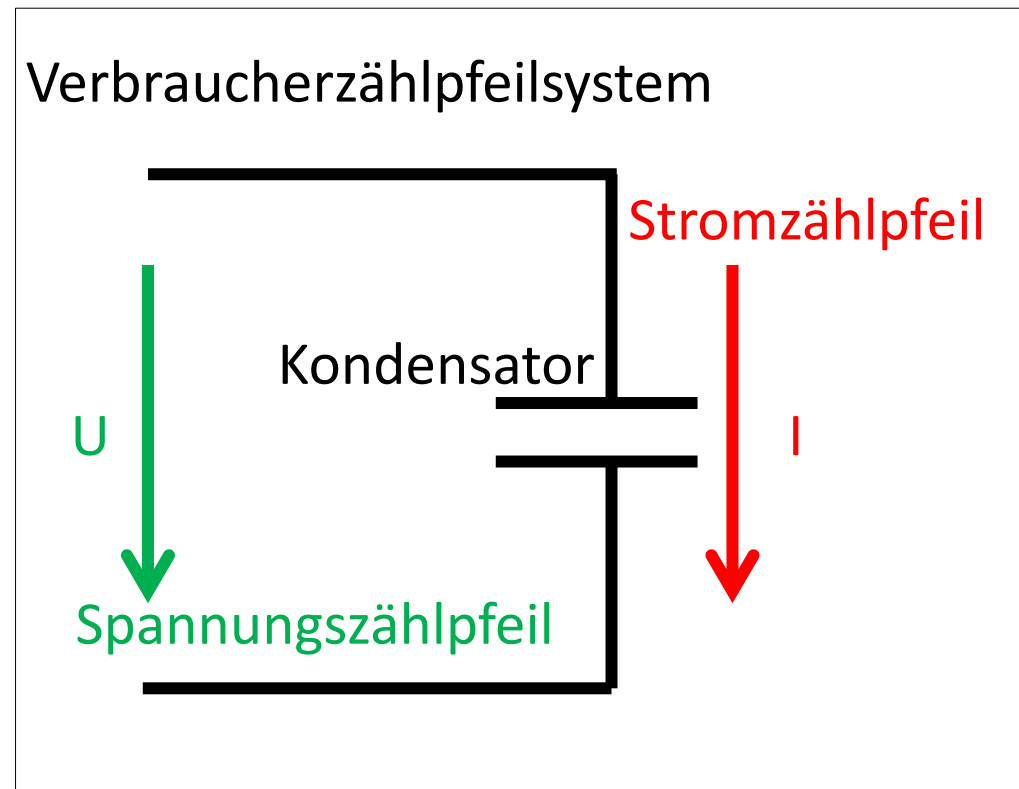 Verbraucherzählpfeilsystem
Stromzählpfeil
Kondensator
U
I
Spannungszählpfeil